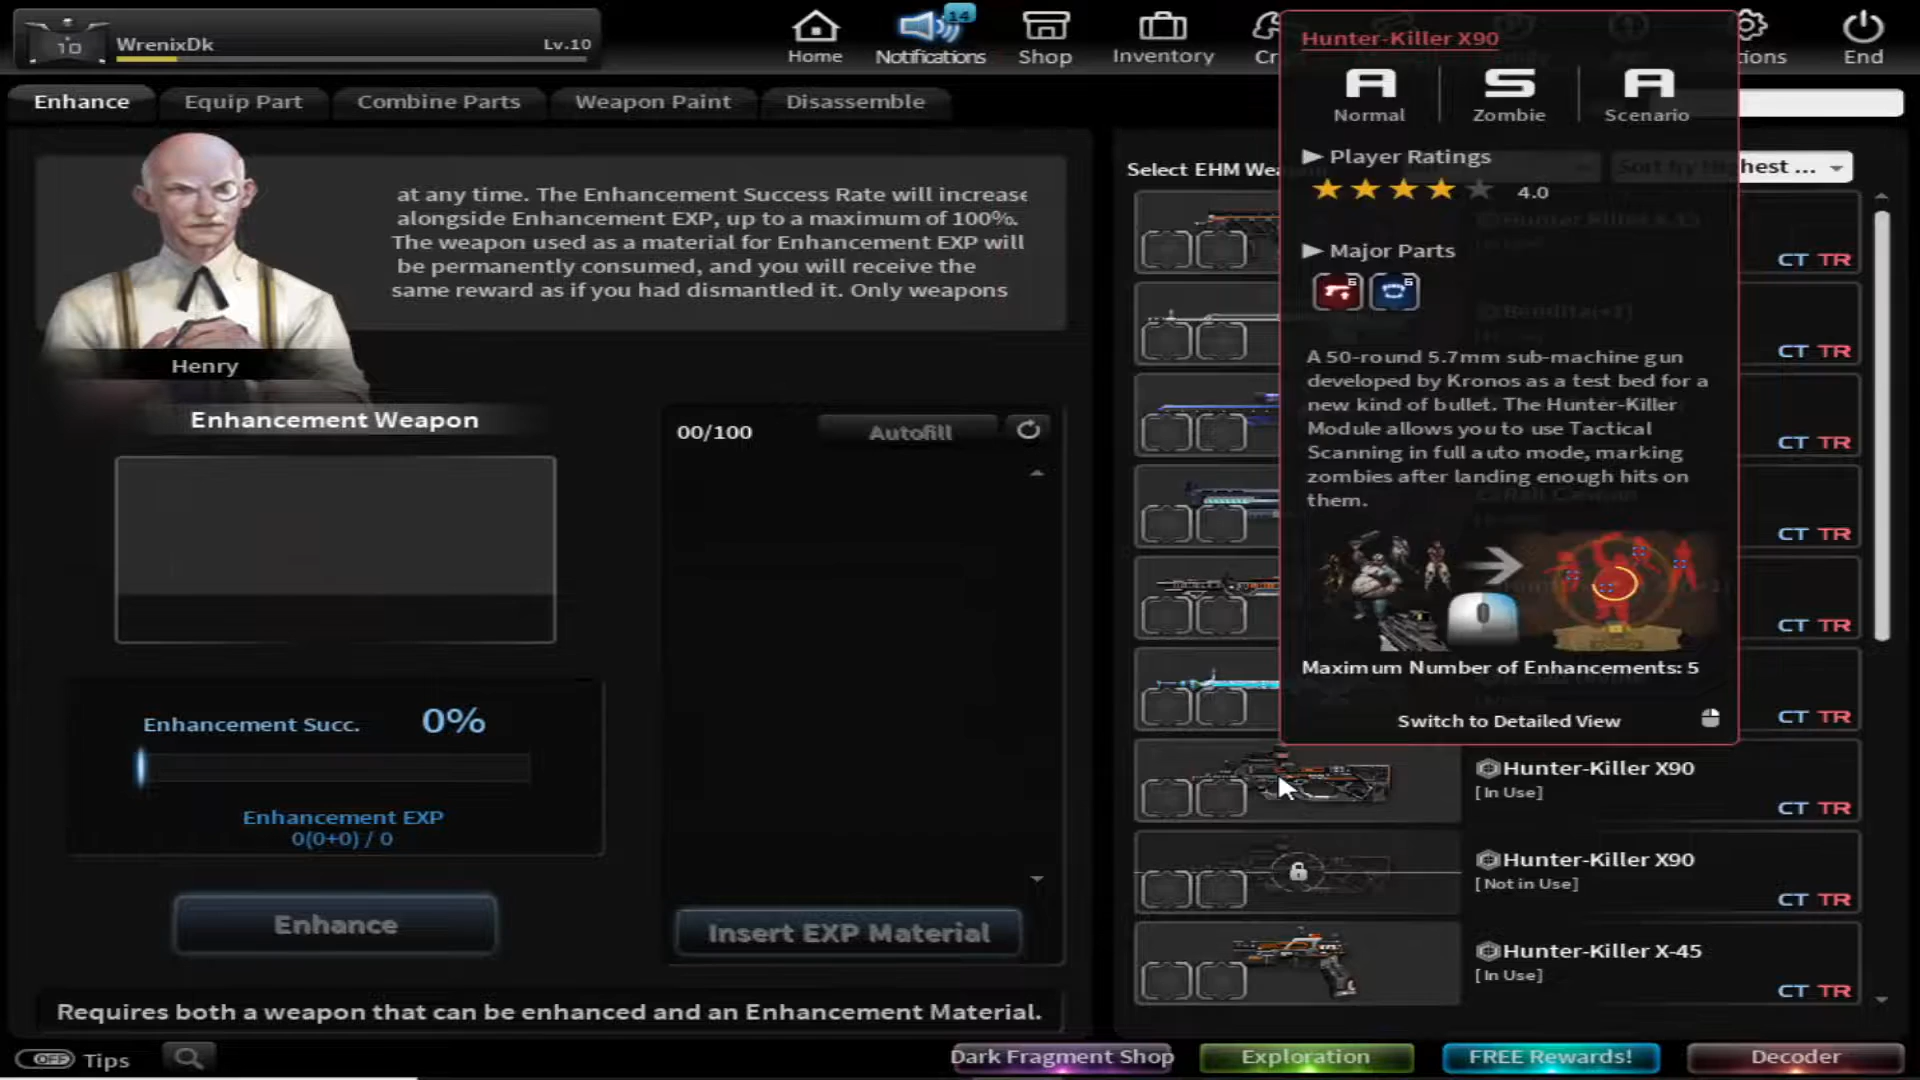 10
WrenixDk
Lv.10
Home
14
Notifications
Shop
Inventory
Cr
tions
End
Enhance
Equip Part
Combine Parts
Weapon Paint
Disassemble
at any time. The Enhancement Success Rate will increase
alongside Enhancement EXP, up to a maximum of 100%.
The weapon used as a material for Enhancement EXP will
be permanently consumed, and you will receive the
same reward as if you had dismantled it. Only weapons
Henry
Enhancement Weapon
00/100
Autofill
Enhancement Succ.
0%
Enhancement EXP
0(0+0) / 0
Enhance
Insert EXP Material
Requires both a weapon that can be enhanced and an Enhancement Material.
Select EHM Wea
Sort by Highest ...
CT TR
CT TR
CT TR
CT TR
CT TR
CT TR
Hunter-Killer X90
A
Normal
S
Zombie
A
Scenario
Player Ratings
4.0
Major Parts
6
6
A 50-round 5.7mm sub-machine gun
developed by Kronos as a test bed for a
new kind of bullet. The Hunter-Killer
Module allows you to use Tactical
Scanning in full auto mode, marking
zombies after landing enough hits on
them.
Maximum Number of Enhancements: 5
Switch to Detailed View
Hunter-Killer X90
[In Use]
CT TR
Hunter-Killer X90
[Not in Use]
CT TR
Hunter-Killer X-45
[In Use]
CT TR
OFF
Tips
Dark Fragment Shop
Exploration
FREE Rewards!
Decoder